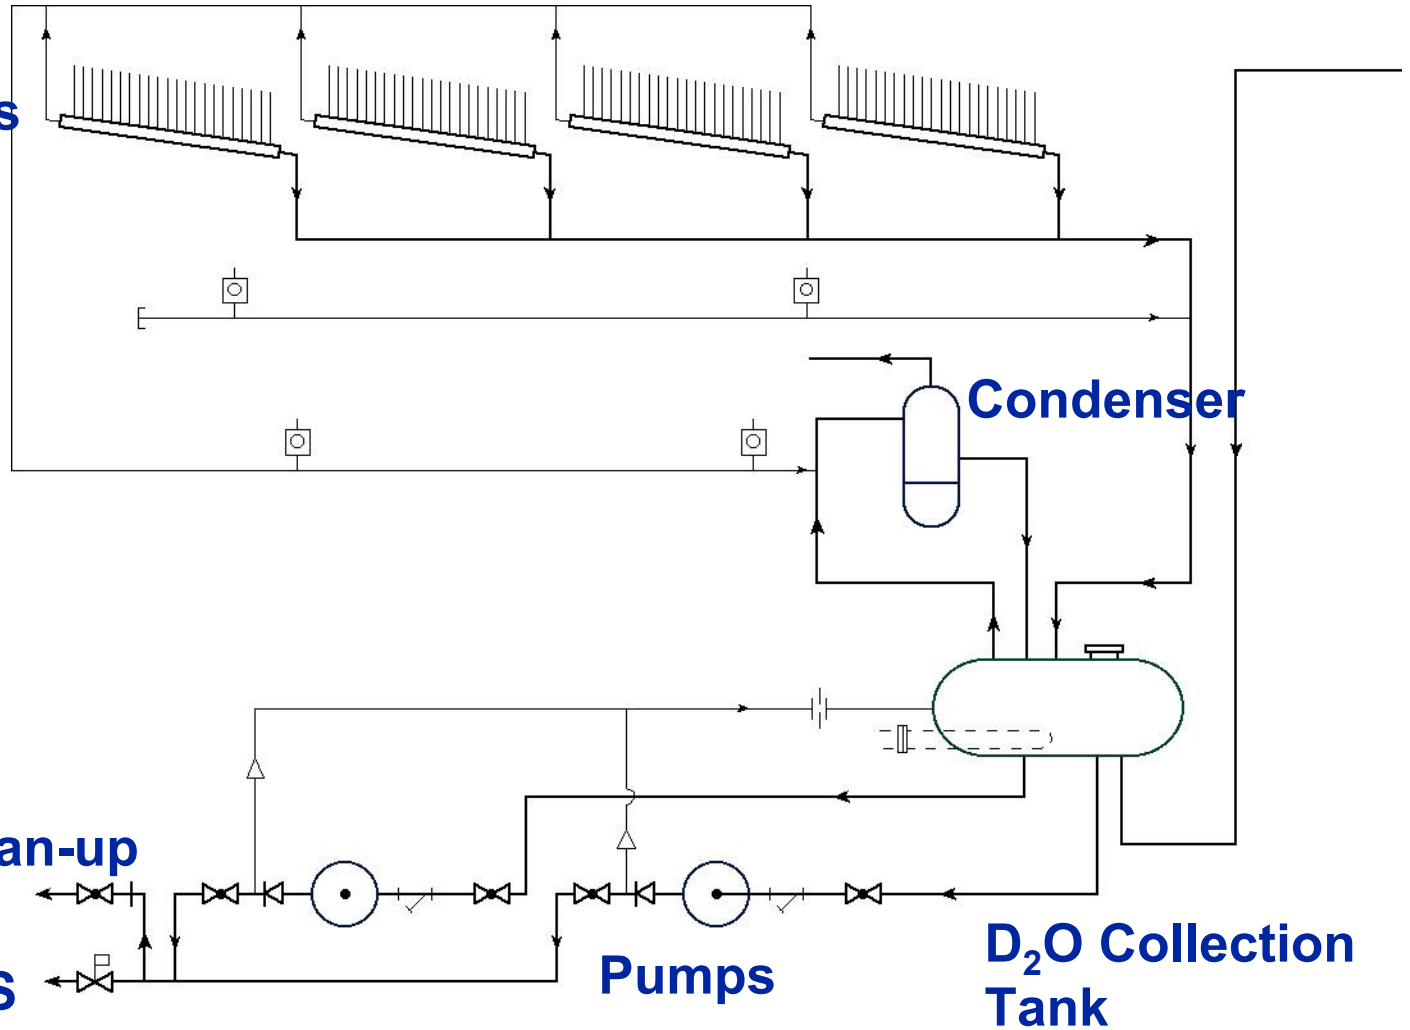 s
Condenser
an-up
D₂O Collection
Tank
Pumps
S